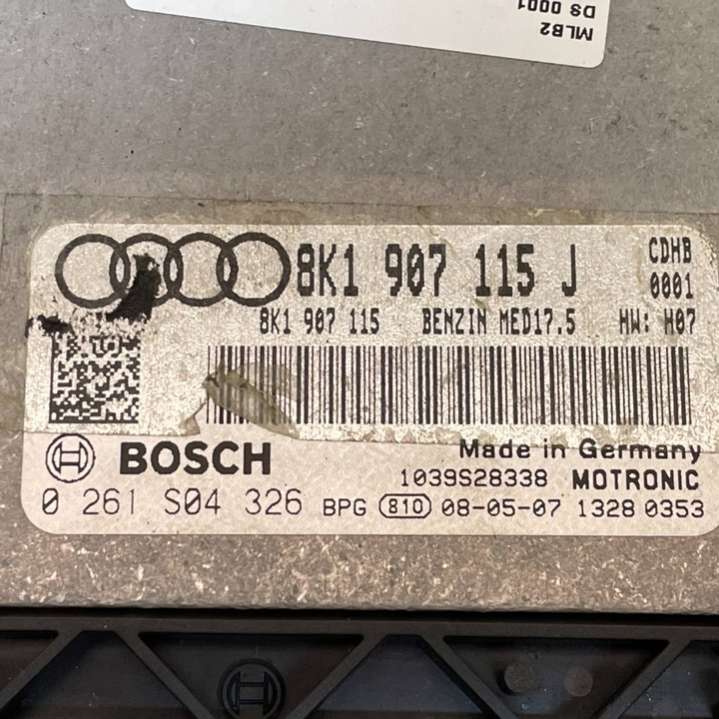 MLB2
DS 0001
8K1 907 115 J
CDHB
0001
8K1 907 115 BENZIN MED17.5 HW: H07
BOSCH
Made in Germany
1039S28338 MOTRONIC
0 261 S04 326 BPG 810 08-05-07 1328 0353